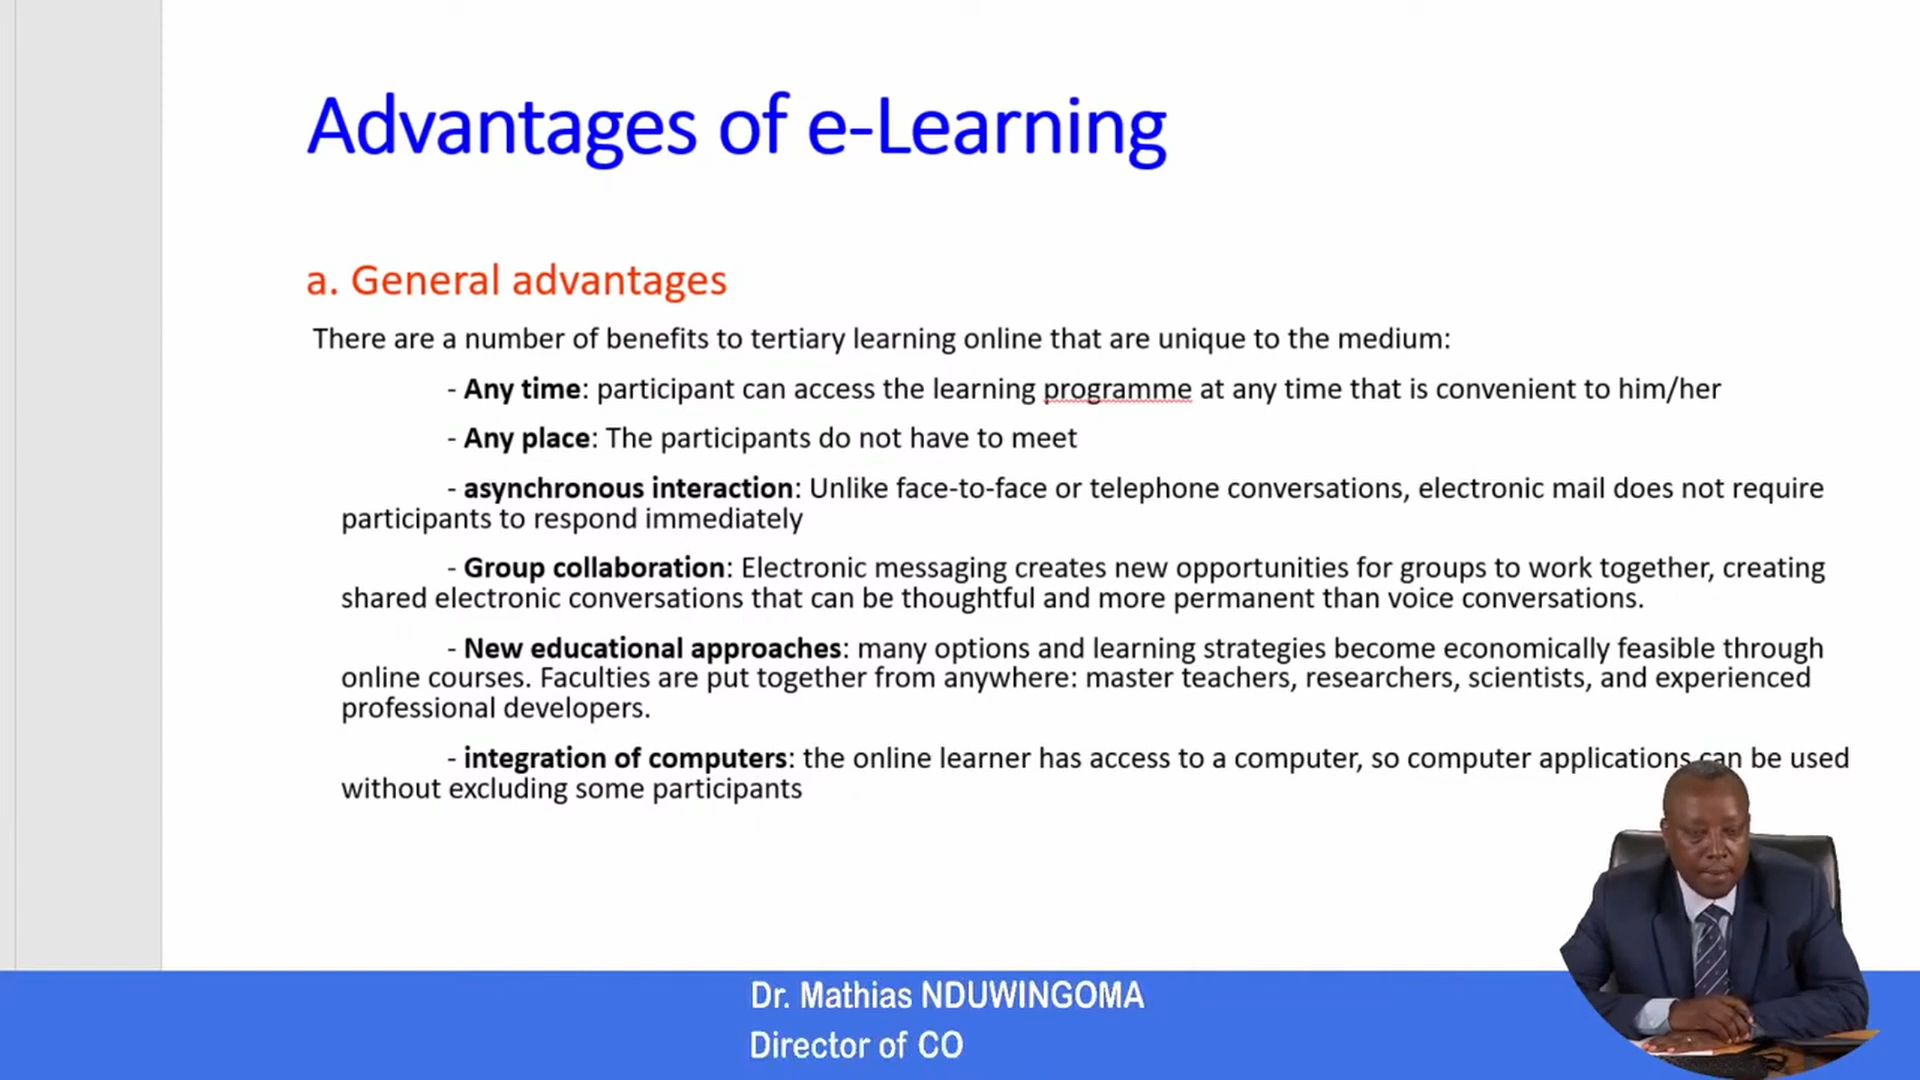 Advantages of e-Learning
a. General advantages
There are a number of benefits to tertiary learning online that are unique to the medium:
- Any time: participant can access the learning programme at any time that is convenient to him/her
- Any place: The participants do not have to meet
- asynchronous interaction: Unlike face-to-face or telephone conversations, electronic mail does not require
participants to respond immediately
- Group collaboration: Electronic messaging creates new opportunities for groups to work together, creating
shared electronic conversations that can be thoughtful and more permanent than voice conversations.
- New educational approaches: many options and learning strategies become economically feasible through
online courses. Faculties are put together from anywhere: master teachers, researchers, scientists, and experienced
professional developers.
- integration of computers: the online learner has access to a computer, so computer applications can be used
without excluding some participants
Dr. Mathias NDUWINGOMA
Director of CO